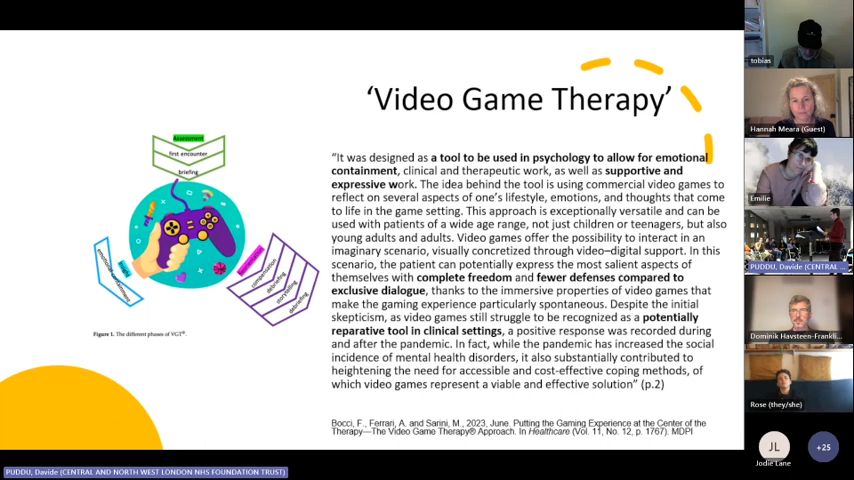 ‘Video Game Therapy’
Assessment
first encounter
briefing
emotional containment
compensation
debriefing
storytelling
debriefing
Figure 1. The different phases of VGT®.
“It was designed as a tool to be used in psychology to allow for emotional
containment, clinical and therapeutic work, as well as supportive and
expressive work. The idea behind the tool is using commercial video games to
reflect on several aspects of one’s lifestyle, emotions, and thoughts that come
to life in the game setting. This approach is exceptionally versatile and can be
used with patients of a wide age range, not just children or teenagers, but also
young adults and adults. Video games offer the possibility to interact in an
imaginary scenario, visually concretized through video–digital support. In this
scenario, the patient can potentially express the most salient aspects of
themselves with complete freedom and fewer defenses compared to
exclusive dialogue, thanks to the immersive properties of video games that
make the gaming experience particularly spontaneous. Despite the initial
skepticism, as video games still struggle to be recognized as a potentially
reparative tool in clinical settings, a positive response was recorded during
and after the pandemic. In fact, while the pandemic has increased the social
incidence of mental health disorders, it also substantially contributed to
heightening the need for accessible and cost-effective coping methods, of
which video games represent a viable and effective solution” (p.2)
Bocci, F., Ferrari, A. and Sarini, M., 2023, June. Putting the Gaming Experience at the Center of the
Therapy—The Video Game Therapy® Approach. In Healthcare (Vol. 11, No. 12, p. 1767). MDPI
tobias
Hannah Meara (Guest)
Emilie
PUDDU, Davide (CENTRAL ...
Dominik Havsteen-Frankli...
Rose (they/she)
JL
Jodie Lane
+25
PUDDU, Davide (CENTRAL AND NORTH WEST LONDON NHS FOUNDATION TRUST)